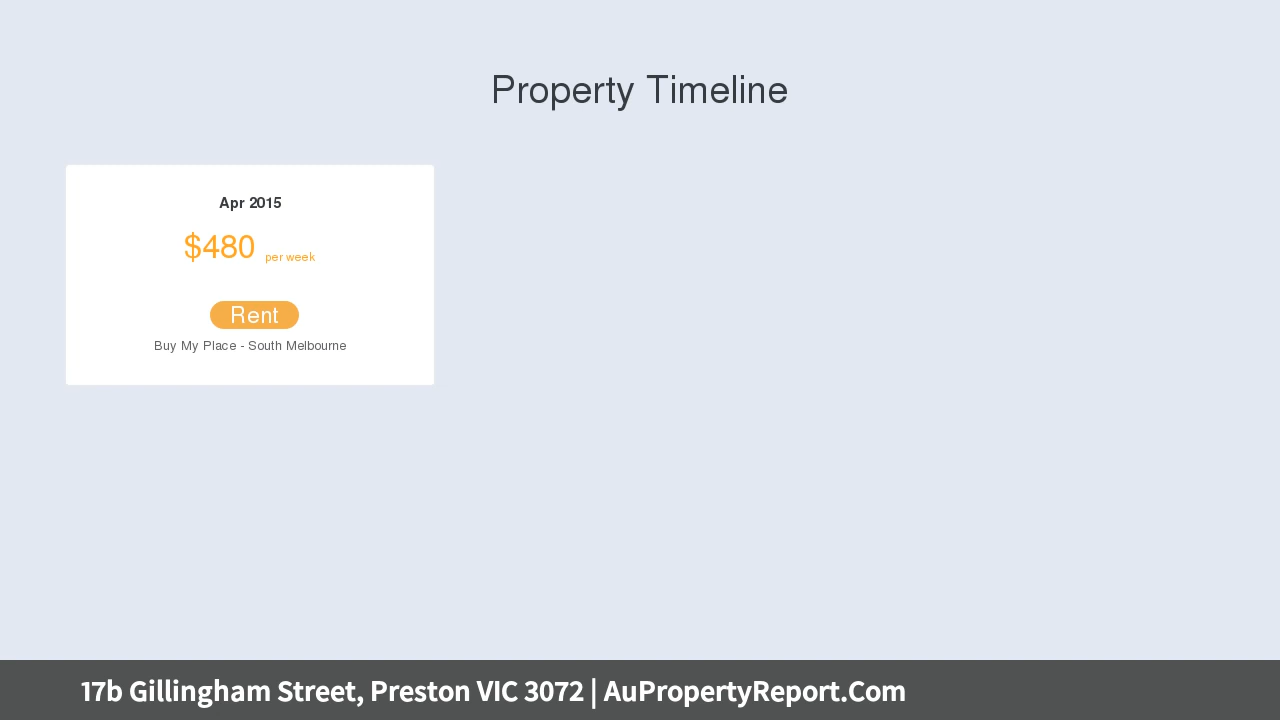 Property Timeline
Apr 2015
$480 per week
Rent
Buy My Place - South Melbourne
17b Gillingham Street, Preston VIC 3072 | AuPropertyReport.Com